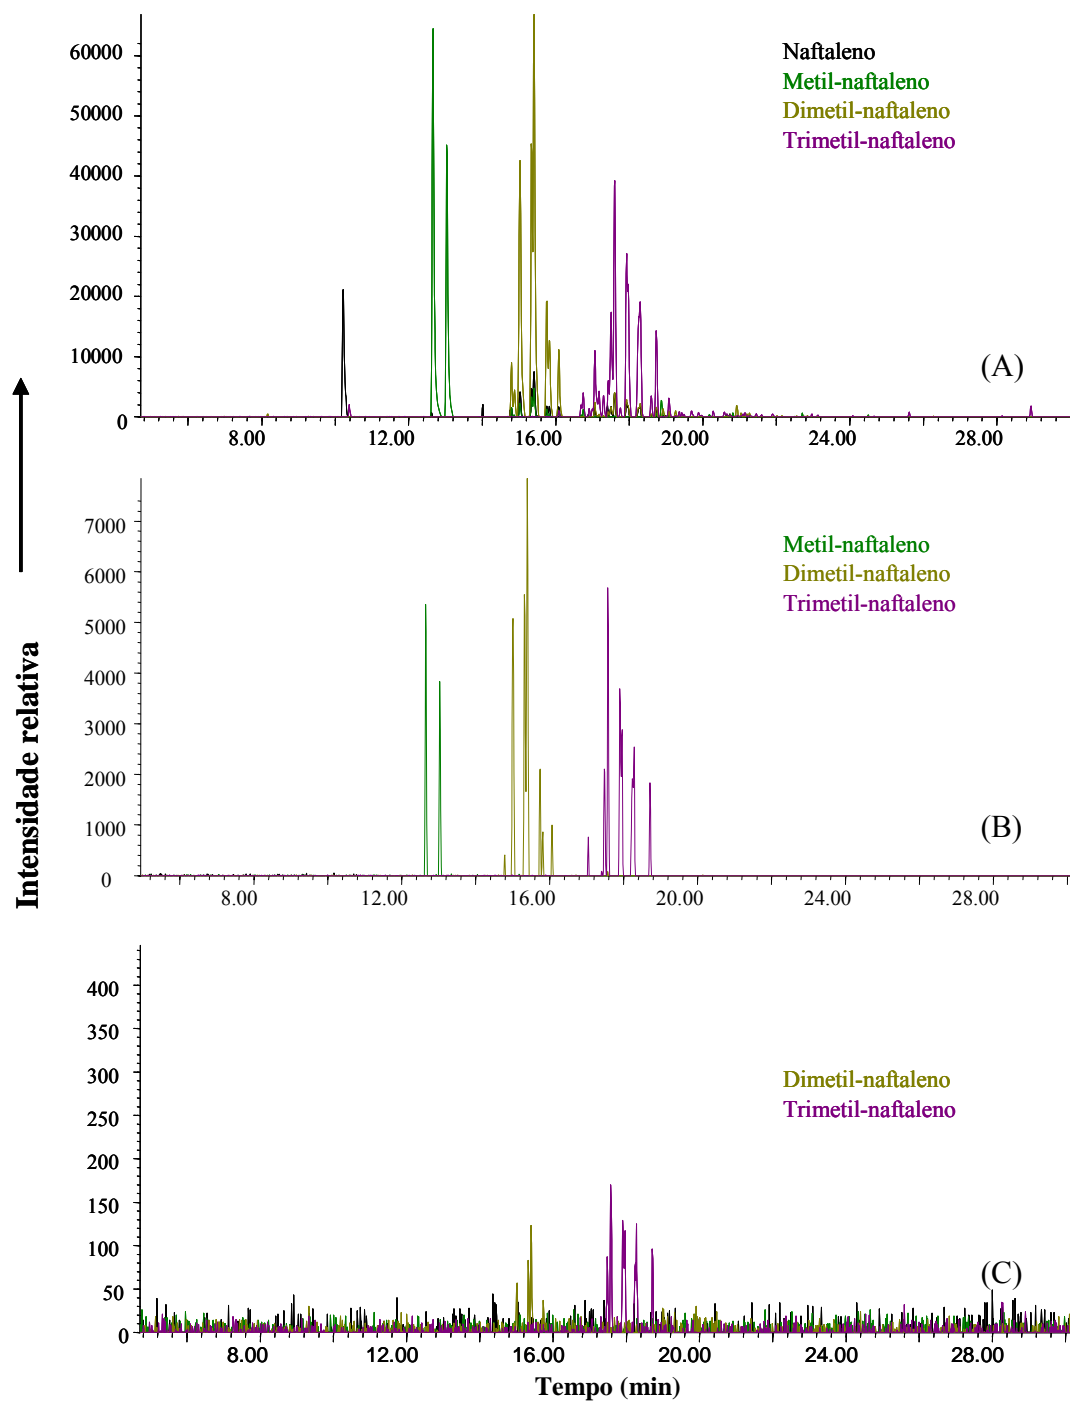 60000
50000
40000
30000
20000
10000
0
Naftaleno
Metil-naftaleno
Dimetil-naftaleno
Trimetil-naftaleno
(A)
8.00 12.00 16.00 20.00 24.00 28.00
7000
6000
5000
4000
3000
2000
1000
0
Metil-naftaleno
Dimetil-naftaleno
Trimetil-naftaleno
(B)
8.00 12.00 16.00 20.00 24.00 28.00
Intensidade relativa
400
350
300
250
200
150
100
50
0
Dimetil-naftaleno
Trimetil-naftaleno
(C)
8.00 12.00 16.00 20.00 24.00 28.00
Tempo (min)